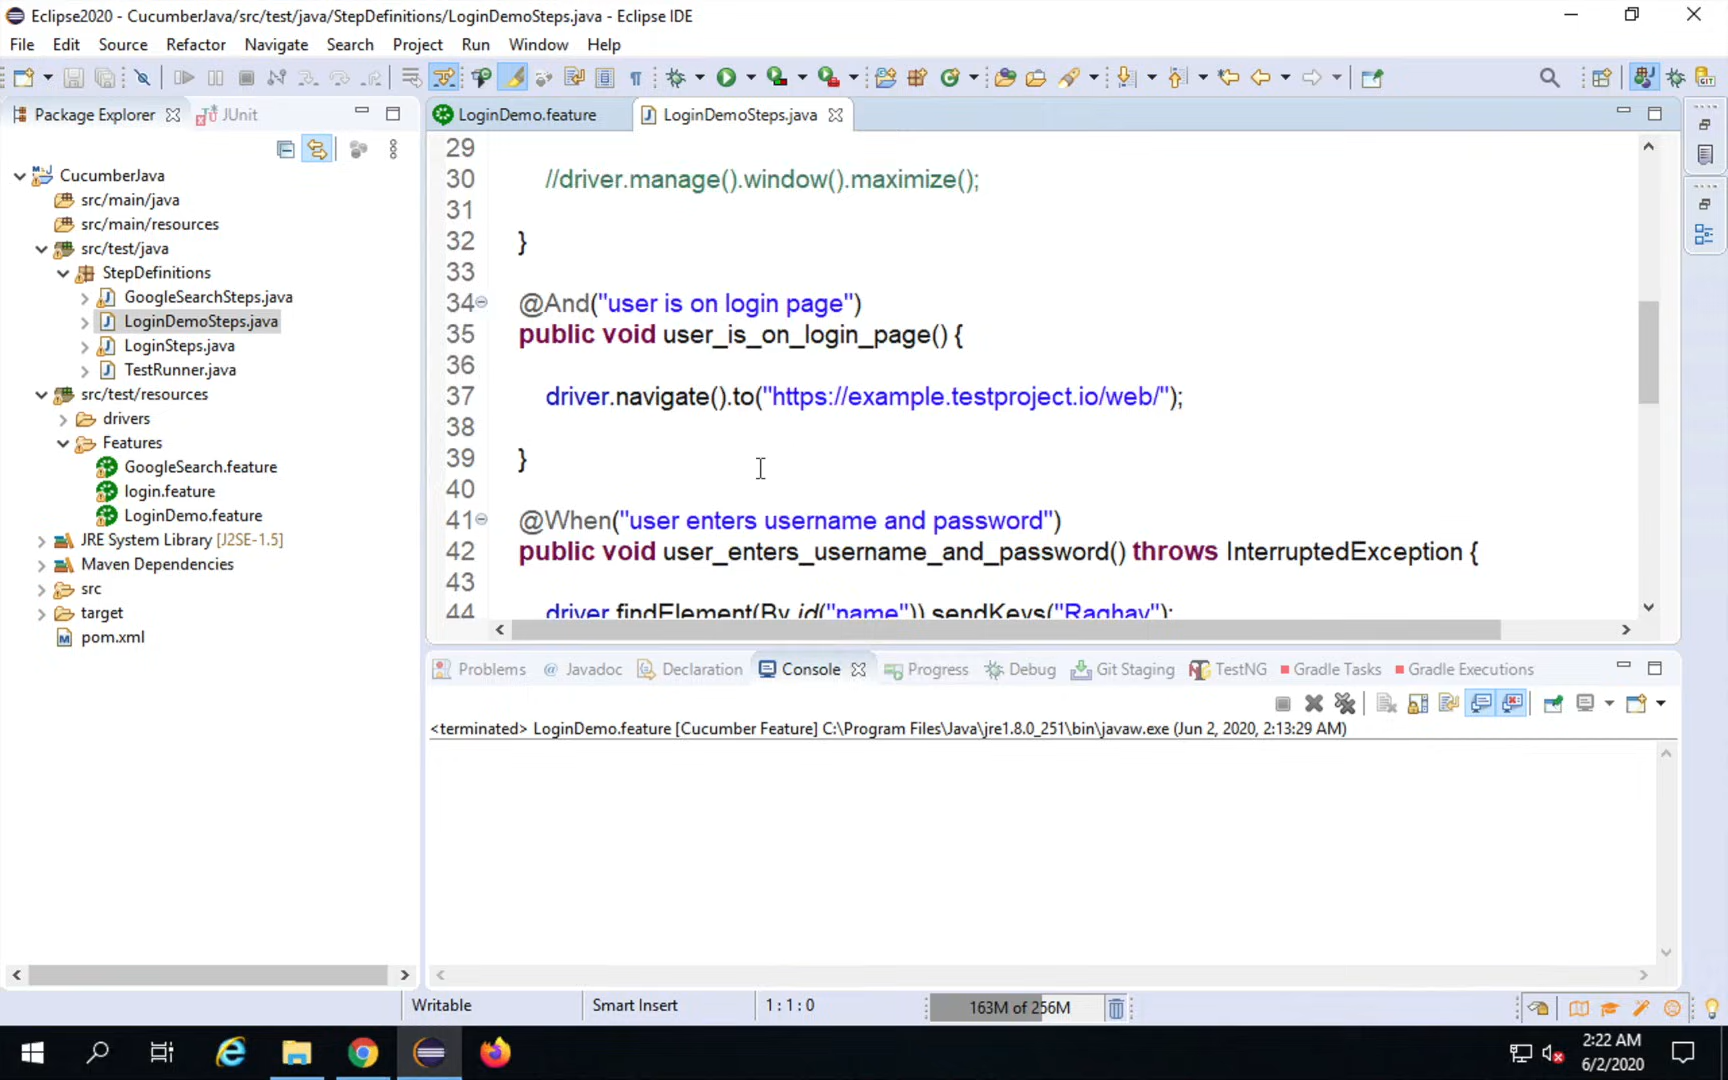 Eclipse2020 - CucumberJava/src/test/java/StepDefinitions/LoginDemoSteps.java - Eclipse IDE
File Edit Source Refactor Navigate Search Project Run Window Help
Package Explorer JUnit
LoginDemo.feature LoginDemoSteps.java
CucumberJava
src/main/java
src/main/resources
src/test/java
StepDefinitions
GoogleSearchSteps.java
LoginDemoSteps.java
LoginSteps.java
TestRunner.java
src/test/resources
drivers
Features
GoogleSearch.feature
login.feature
LoginDemo.feature
JRE System Library [J2SE-1.5]
Maven Dependencies
src
target
pom.xml
29
30 //driver.manage().window().maximize();
31
32 }
33
34 @And("user is on login page")
35 public void user_is_on_login_page() {
36
37 driver.navigate().to("https://example.testproject.io/web/");
38
39 }
40
41 @When("user enters username and password")
42 public void user_enters_username_and_password() throws InterruptedException {
43
44 driver.findElement(By.id("name")).sendKeys("Raghav");
Problems Javadoc Declaration Console Progress Debug Git Staging TestNG Gradle Tasks Gradle Executions
<terminated> LoginDemo.feature [Cucumber Feature] C:\Program Files\Java\jre1.8.0_251\bin\javaw.exe (Jun 2, 2020, 2:13:29 AM)
Writable Smart Insert 1 : 1 : 0 163M of 256M
2:22 AM
6/2/2020